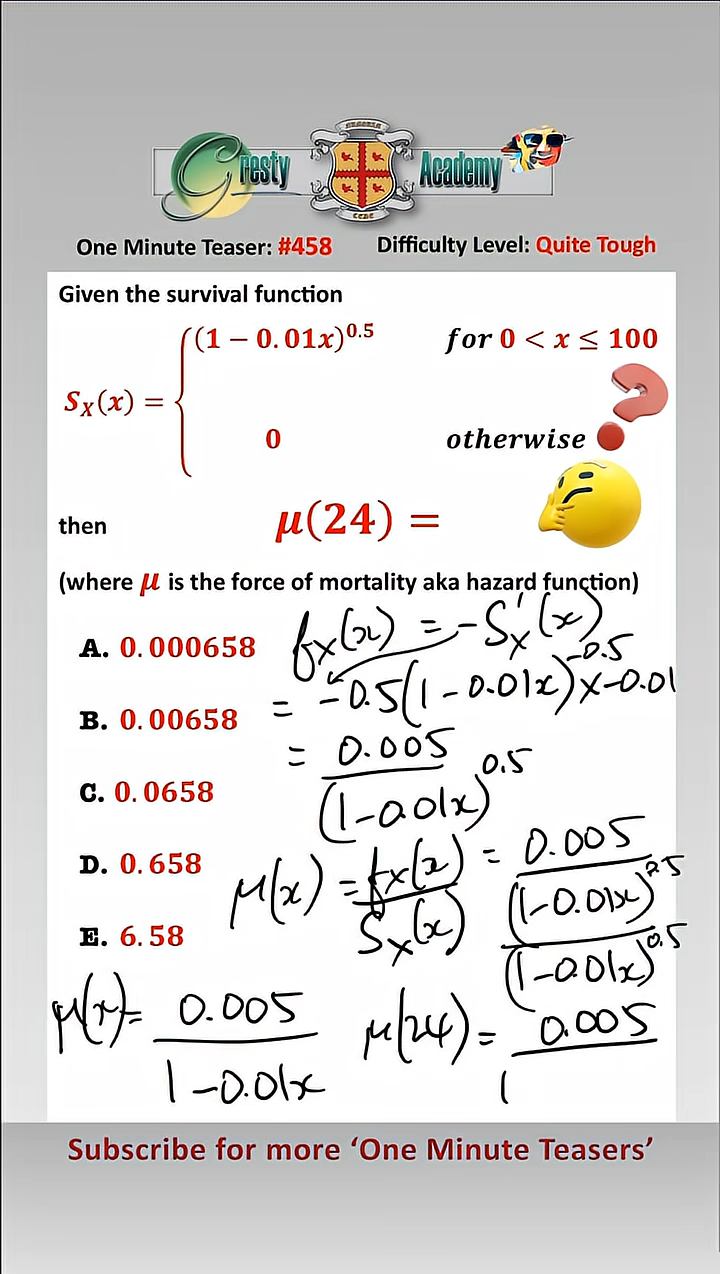 Gresty Academy
One Minute Teaser: #458 Difficulty Level: Quite Tough
Given the survival function
S_X(x) = { (1 − 0.01x)^0.5 for 0 < x ≤ 100
0 otherwise
then μ(24) =
(where μ is the force of mortality aka hazard function)
A. 0.000658
B. 0.00658
C. 0.0658
D. 0.658
E. 6.58
f_X(x) = -S_X'(x)
= -0.5(1-0.01x)^-0.5 x-0.01
= 0.005 / (1-0.01x)^0.5
μ(x) = f_X(x) / S_X(x) = 0.005 / (1-0.01x)^0.5 / (1-0.01x)^0.5
μ(x) = 0.005 / 1-0.01x
μ(24) = 0.005 / (
Subscribe for more ‘One Minute Teasers’